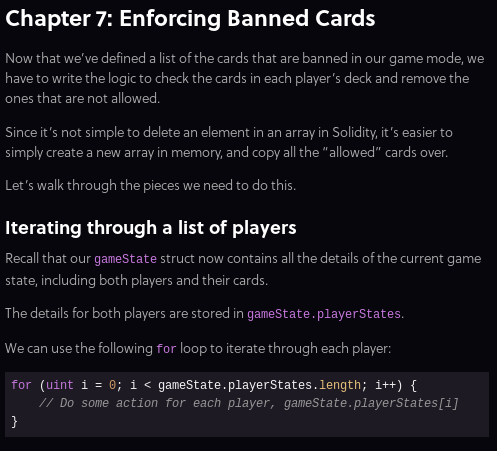 Chapter 7: Enforcing Banned Cards
Now that we’ve defined a list of the cards that are banned in our game mode, we
have to write the logic to check the cards in each player’s deck and remove the
ones that are not allowed.
Since it’s not simple to delete an element in an array in Solidity, it’s easier to
simply create a new array in memory, and copy all the “allowed” cards over.
Let’s walk through the pieces we need to do this.
Iterating through a list of players
Recall that our gameState struct now contains all the details of the current game
state, including both players and their cards.
The details for both players are stored in gameState.playerStates.
We can use the following for loop to iterate through each player:
for (uint i = 0; i < gameState.playerStates.length; i++) {
    // Do some action for each player, gameState.playerStates[i]
}